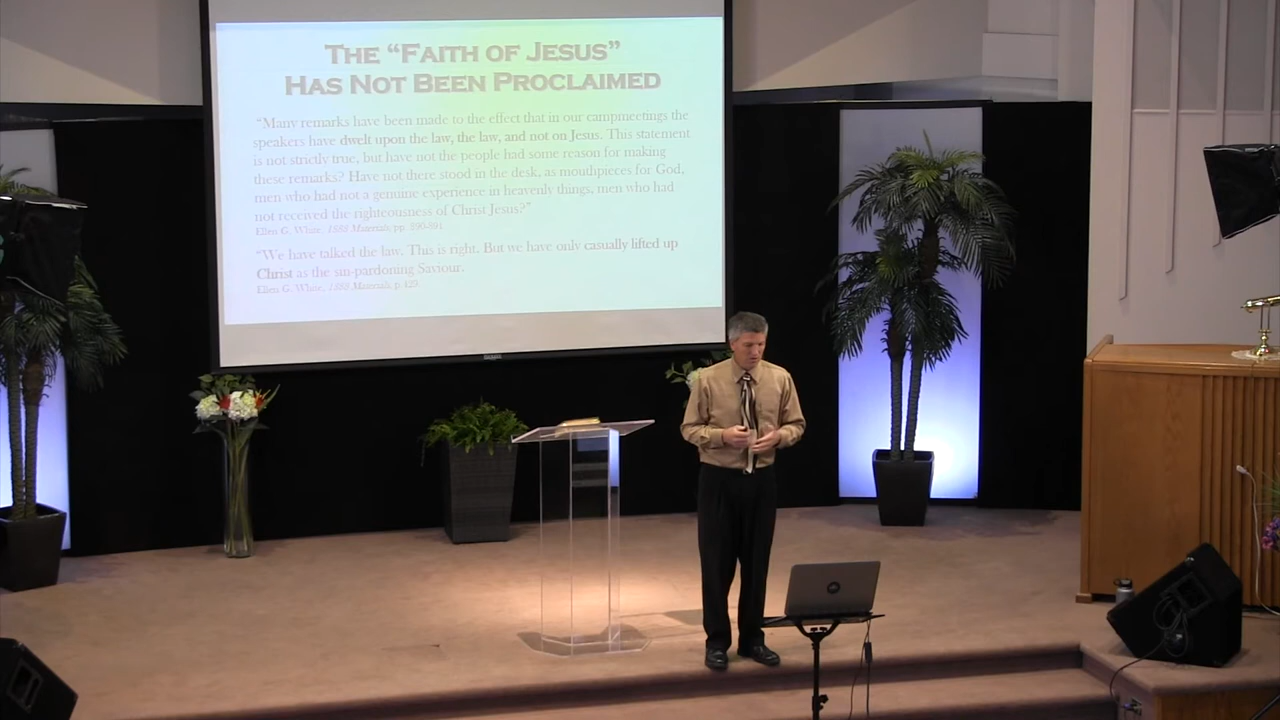 THE “FAITH OF JESUS”
HAS NOT BEEN PROCLAIMED
“Many remarks have been made to the effect that in our campmeetings the
speakers have dwelt upon the law, the law, and not on Jesus. This statement
is not strictly true, but have not the people had some reason for making
these remarks? Have not there stood in the desk, as mouthpieces for God,
men who had not a genuine experience in heavenly things, men who had
not received the righteousness of Christ Jesus?”
Ellen G. White, 1888 Materials, pp. 890-891
“We have talked the law. This is right. But we have only casually lifted up
Christ as the sin-pardoning Saviour.
Ellen G. White, 1888 Materials, p.